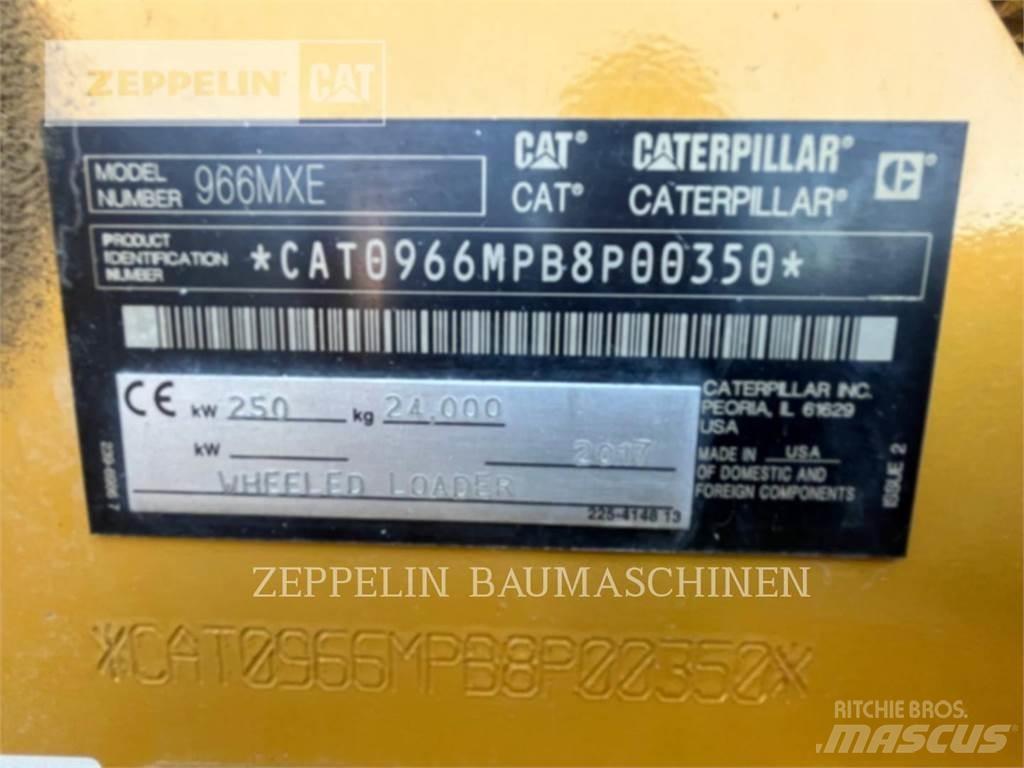 ZEPPELIN CAT
CAT® CATERPILLAR®
MODEL NUMBER 966MXE
CAT® CATERPILLAR®
PRODUCT IDENTIFICATION NUMBER *CAT0966MPB8P00350*
CE kW 250 kg 24,000
kW 2017
WHEELED LOADER
225-4148 13
CATERPILLAR INC.
PEORIA, IL 61629
USA
MADE IN USA
OF DOMESTIC AND
FOREIGN COMPONENTS
ISSUE 2
ZEPPELIN BAUMASCHINEN
*CAT0966MPB8P00350*
RITCHIE BROS.
MASCUS